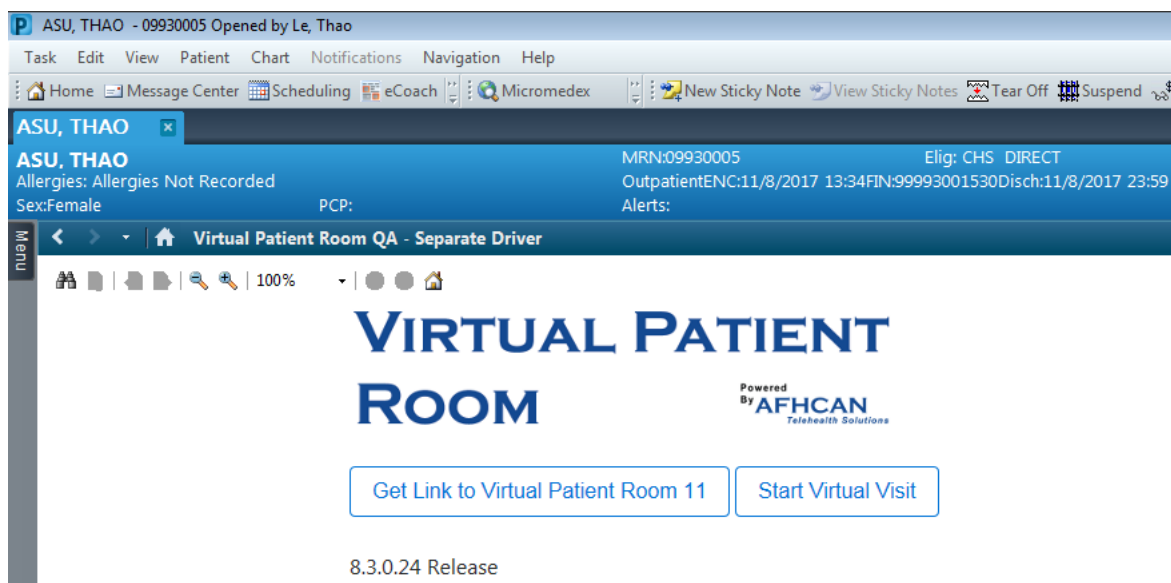 ASU, THAO - 09930005 Opened by Le, Thao
Task Edit View Patient Chart Notifications Navigation Help
Home Message Center Scheduling eCoach Micromedex New Sticky Note View Sticky Notes Tear Off Suspend
ASU, THAO
ASU, THAO MRN:09930005 Elig: CHS DIRECT
Allergies: Allergies Not Recorded OutpatientENC:11/8/2017 13:34FIN:99993001530Disch:11/8/2017 23:59
Sex:Female PCP: Alerts:
Menu
Virtual Patient Room QA - Separate Driver
100%
VIRTUAL PATIENT
ROOM
Powered
By AFHCAN
Telehealth Solutions
Get Link to Virtual Patient Room 11 Start Virtual Visit
8.3.0.24 Release